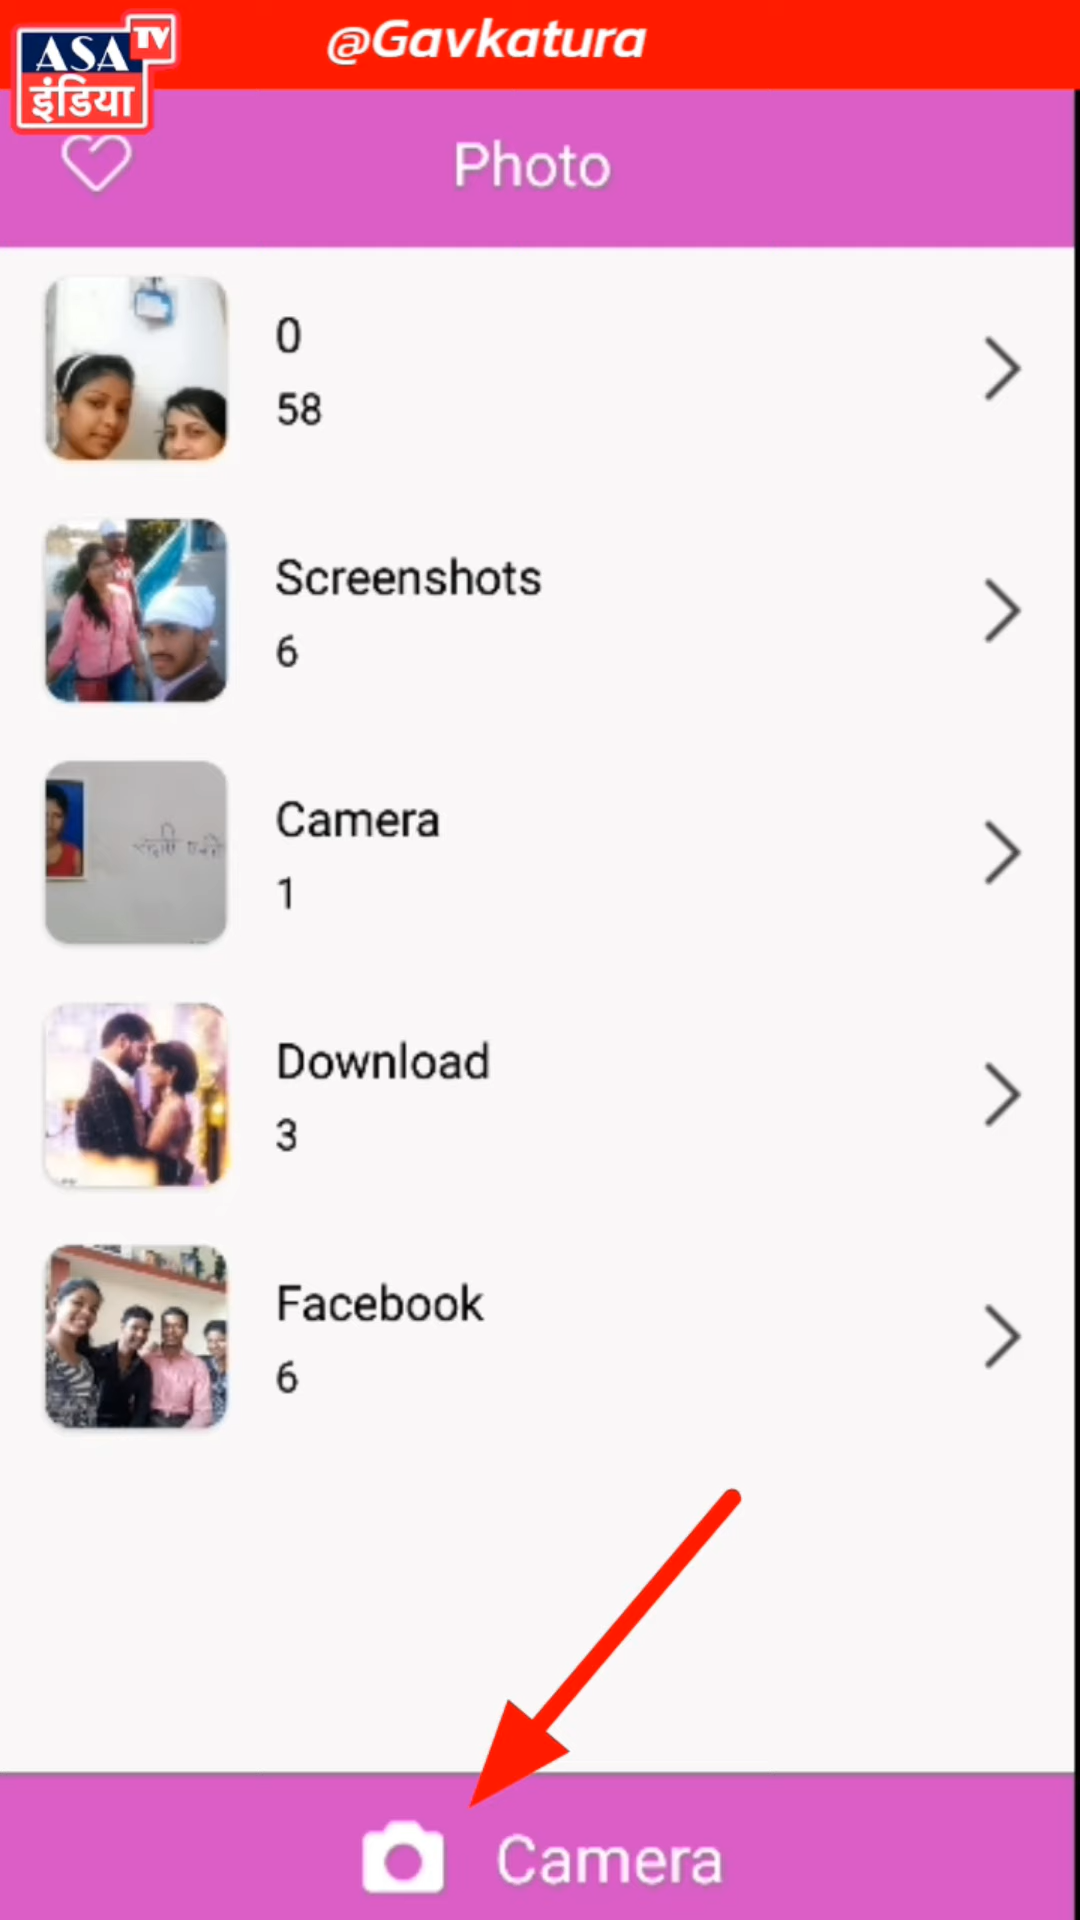 ASA TV
इंडिया
@Gavkatura
Photo
0
58
Screenshots
6
Camera
1
Download
3
Facebook
6
Camera